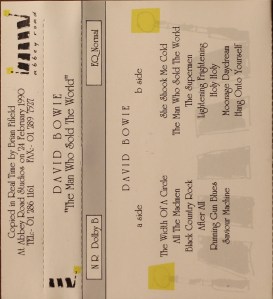 abbey road
Copied in Real Time by Brian Fifield
At Abbey Road Studios on 24 February 1990
TEL:- 01 286 1161 FAX:- 01 289 7527
DAVID BOWIE
"The Man Who Sold The World"
N.R. Dolby B
EQ Normal
DAVID BOWIE
a side
The Width Of A Circle
All The Madmen
Black Country Rock
After All
Running Gun Blues
Saviour Machine
b side
She Shook Me Cold
The Man Who Sold The World
The Supermen
Lightning Frightening
Holy Holy
Moonage Daydream
Hang Onto Yourself